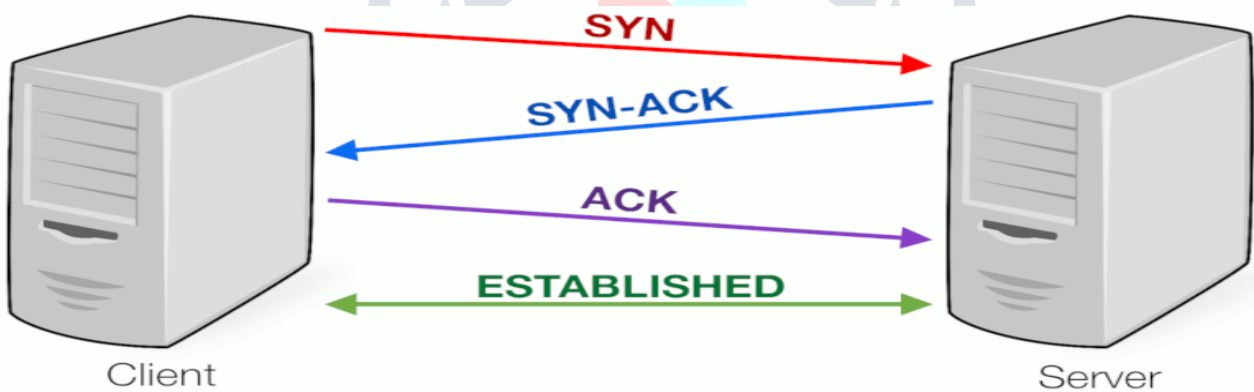 SYN
SYN-ACK
ACK
ESTABLISHED
Client
Server